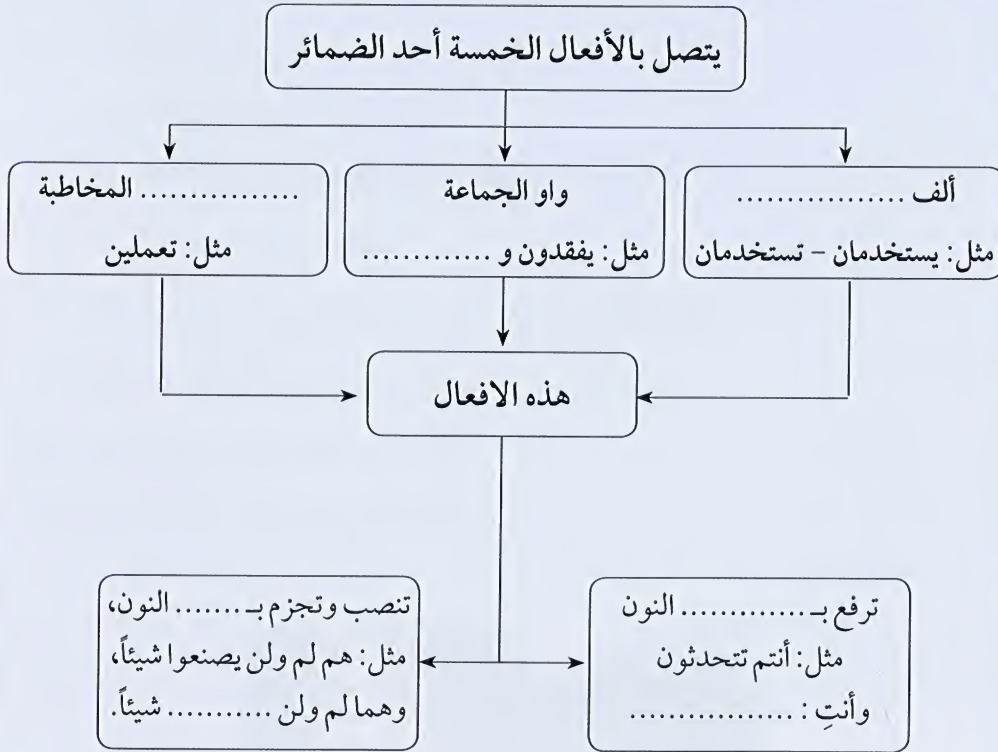 يتصل بالأفعال الخمسة أحد الضمائر
ألف .................
مثل: يستخدمان – تستخدمان
واو الجماعة
مثل: يفقدون و .............
................ المخاطبة
مثل: تعملين
هذه الافعال
ترفع بـ ............. النون
مثل: أنتم تتحدثون
وأنتِ : .................
تنصب وتجزم بـ ....... النون،
مثل: هم لم ولن يصنعوا شيئاً،
وهما لم ولن ........... شيئاً.